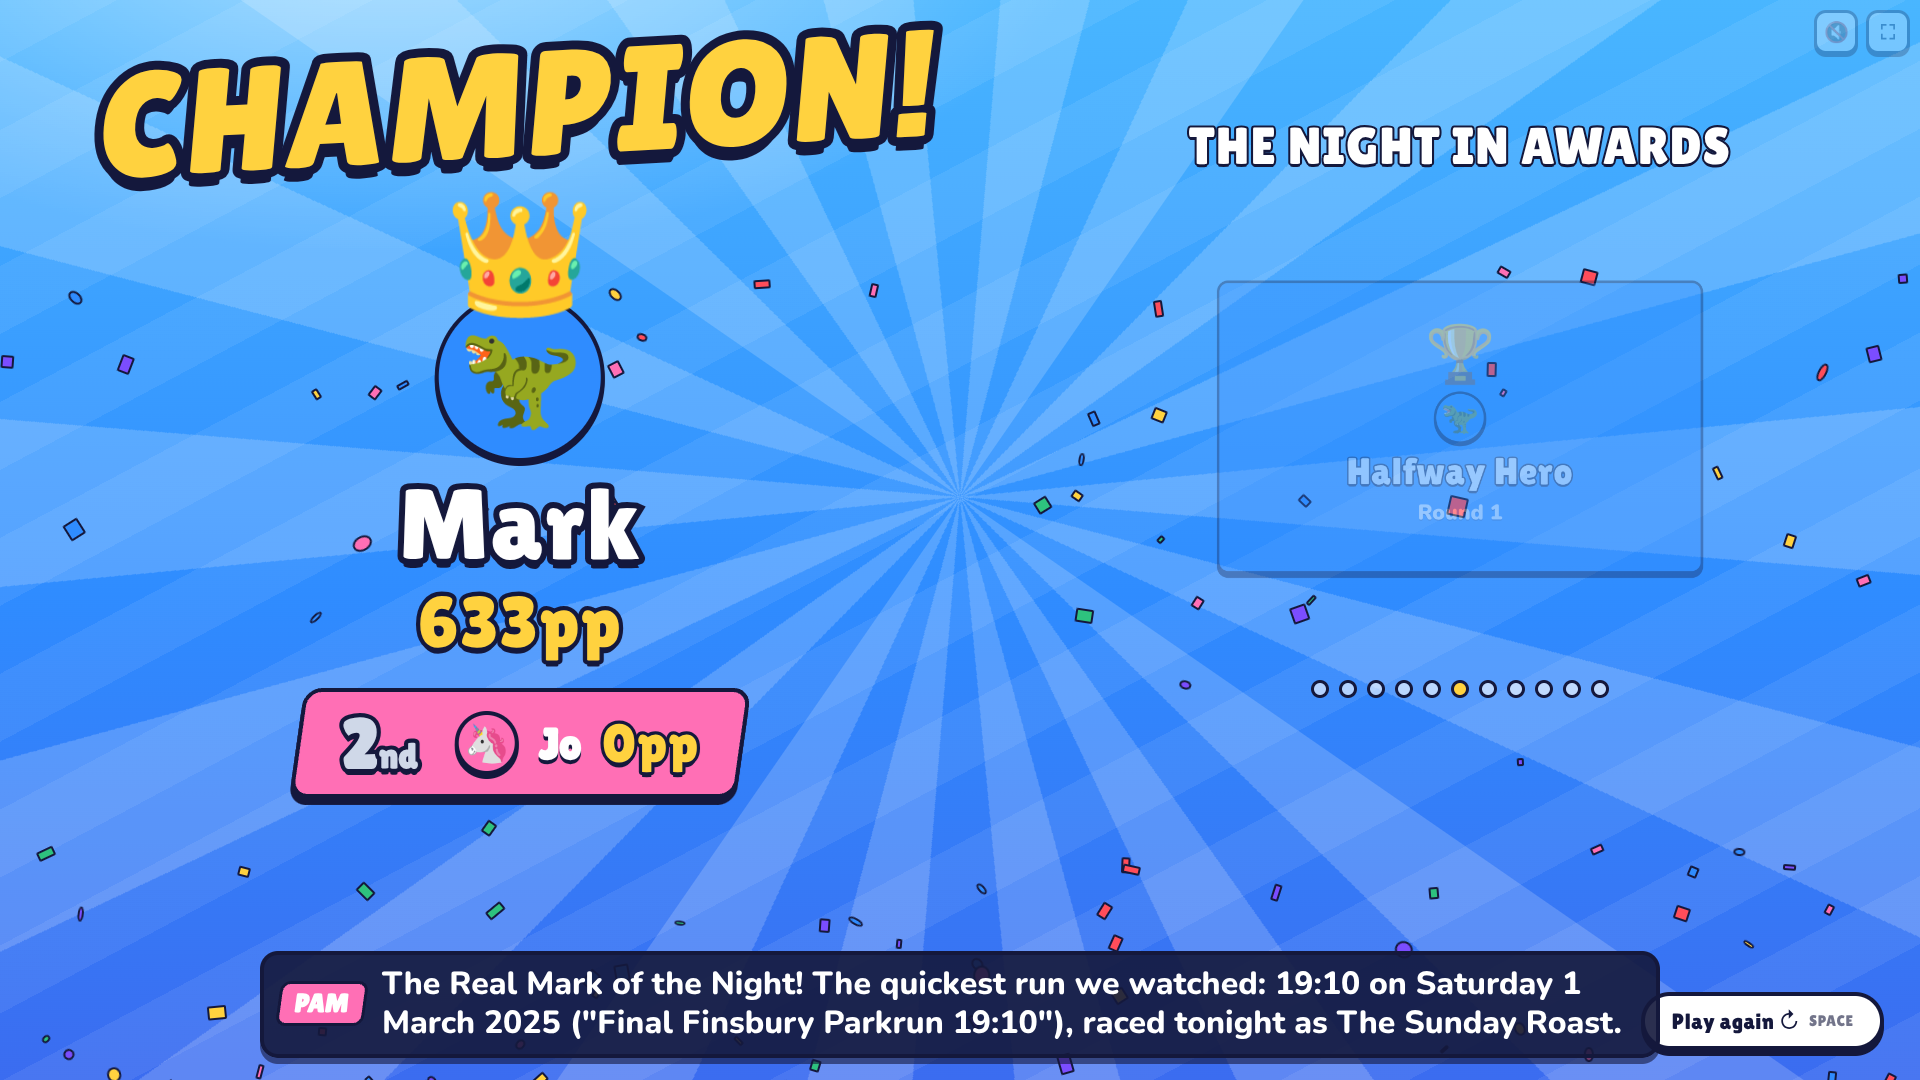 CHAMPION!
THE NIGHT IN AWARDS
Halfway Hero
Round 1
Mark
633pp
2nd Jo 0pp
PAM
The Real Mark of the Night! The quickest run we watched: 19:10 on Saturday 1
March 2025 ("Final Finsbury Parkrun 19:10"), raced tonight as The Sunday Roast.
Play again SPACE